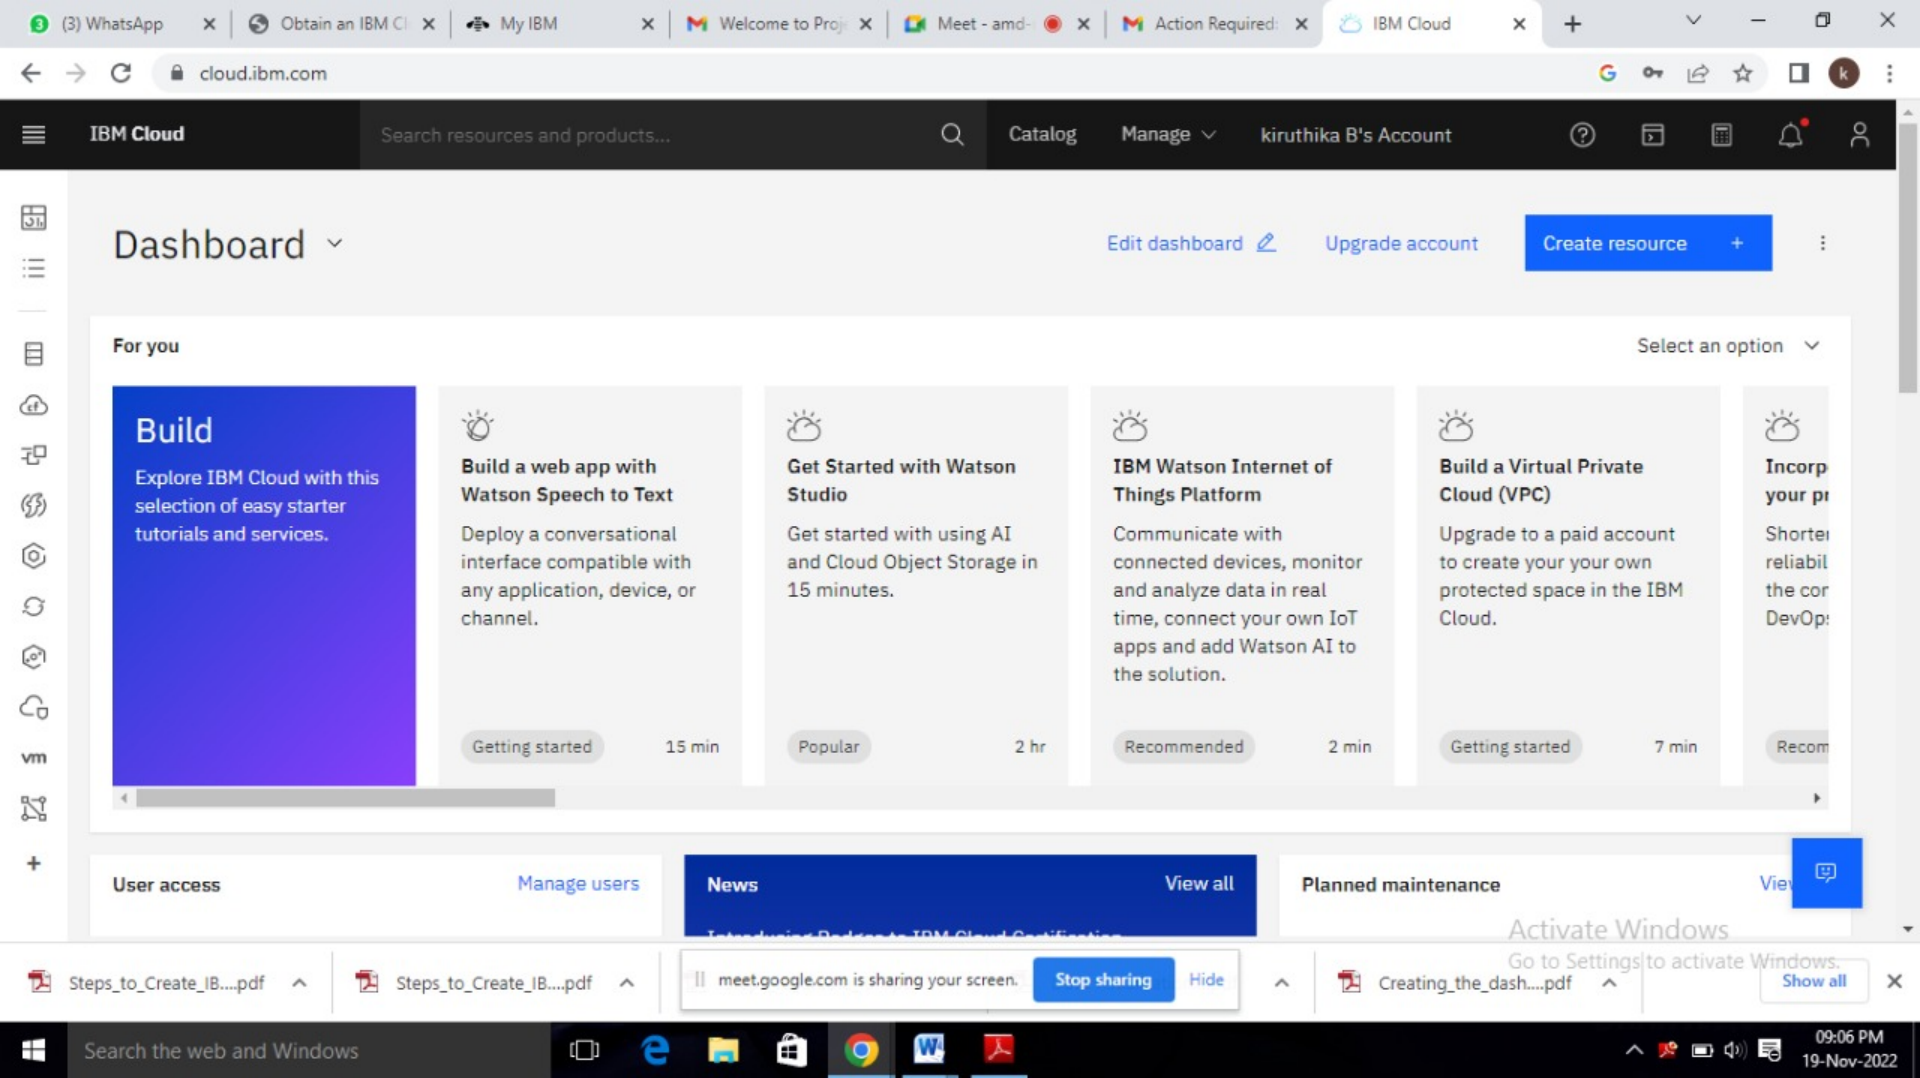 3 (3) WhatsApp
Obtain an IBM Cl
My IBM
Welcome to Proj
Meet - amd-
Action Required:
IBM Cloud
cloud.ibm.com
G
k
IBM Cloud
Search resources and products...
Catalog
Manage
kiruthika B's Account
Dashboard
Edit dashboard
Upgrade account
Create resource +
For you
Select an option
Build
Explore IBM Cloud with this
selection of easy starter
tutorials and services.
Build a web app with
Watson Speech to Text
Deploy a conversational
interface compatible with
any application, device, or
channel.
Getting started 15 min
Get Started with Watson
Studio
Get started with using AI
and Cloud Object Storage in
15 minutes.
Popular 2 hr
IBM Watson Internet of
Things Platform
Communicate with
connected devices, monitor
and analyze data in real
time, connect your own IoT
apps and add Watson AI to
the solution.
Recommended 2 min
Build a Virtual Private
Cloud (VPC)
Upgrade to a paid account
to create your your own
protected space in the IBM
Cloud.
Getting started 7 min
Incorp
your pr
Shorter
reliabil
the cor
DevOps
Recom
cf
vm
User access
Manage users
News
View all
Introducing Badges to IBM Cloud Certification
Planned maintenance
View
Activate Windows
Go to Settings to activate Windows.
Steps_to_Create_IB....pdf
Steps_to_Create_IB....pdf
meet.google.com is sharing your screen.
Stop sharing
Hide
Creating_the_dash....pdf
Show all
Search the web and Windows
W
09:06 PM
19-Nov-2022